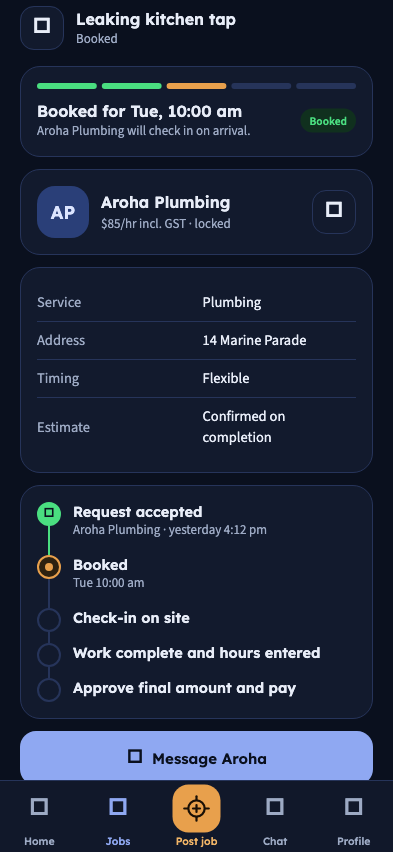 Leaking kitchen tap
Booked
Booked for Tue, 10:00 am
Aroha Plumbing will check in on arrival.
Booked
AP
Aroha Plumbing
$85/hr incl. GST · locked
Service
Plumbing
Address
14 Marine Parade
Timing
Flexible
Estimate
Confirmed on
completion
Request accepted
Aroha Plumbing · yesterday 4:12 pm
Booked
Tue 10:00 am
Check-in on site
Work complete and hours entered
Approve final amount and pay
Message Aroha
Home
Jobs
Post job
Chat
Profile